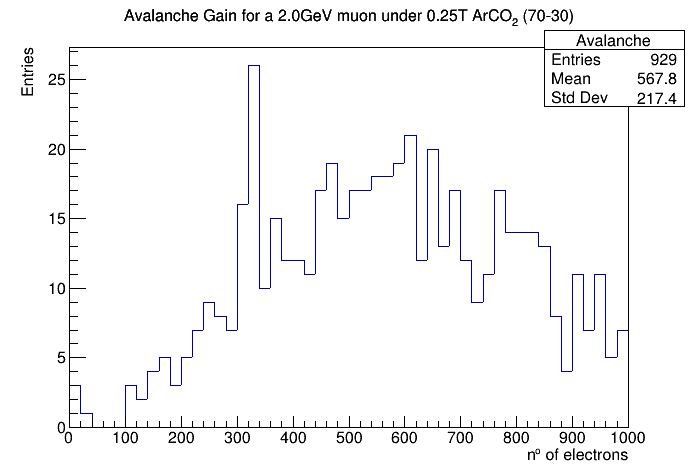 Avalanche Gain for a 2.0GeV muon under 0.25T ArCO₂ (70-30)
Avalanche
Entries 929
Mean 567.8
Std Dev 217.4
Entries
25
20
15
10
5
0
0 100 200 300 400 500 600 700 800 900 1000
nº of electrons